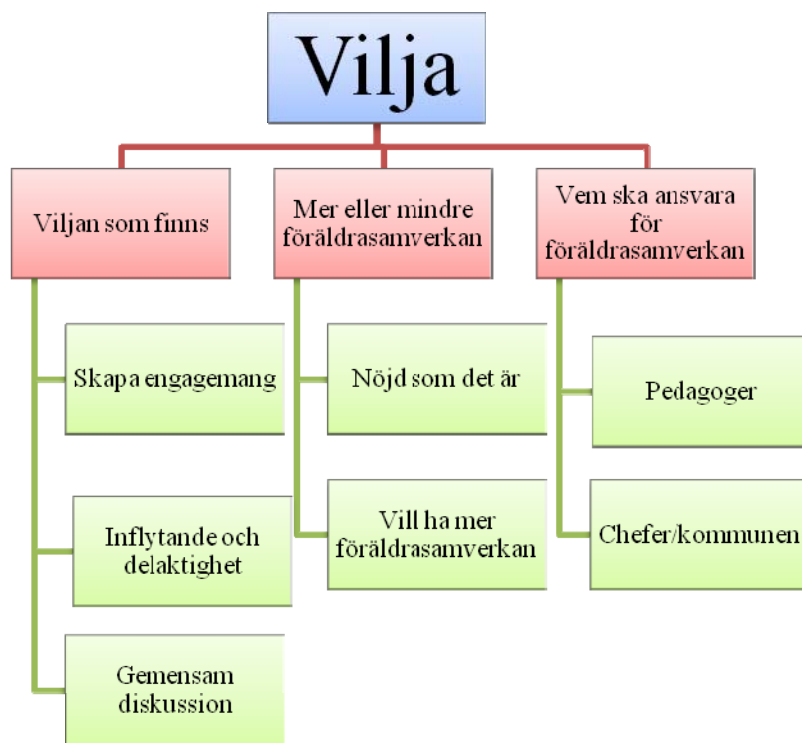 Vilja
Viljan som finns
Mer eller mindre
föräldrasamverkan
Vem ska ansvara
för
föräldrasamverkan
Skapa engagemang
Inflytande och
delaktighet
Gemensam
diskussion
Nöjd som det är
Vill ha mer
föräldrasamverkan
Pedagoger
Chefer/kommunen